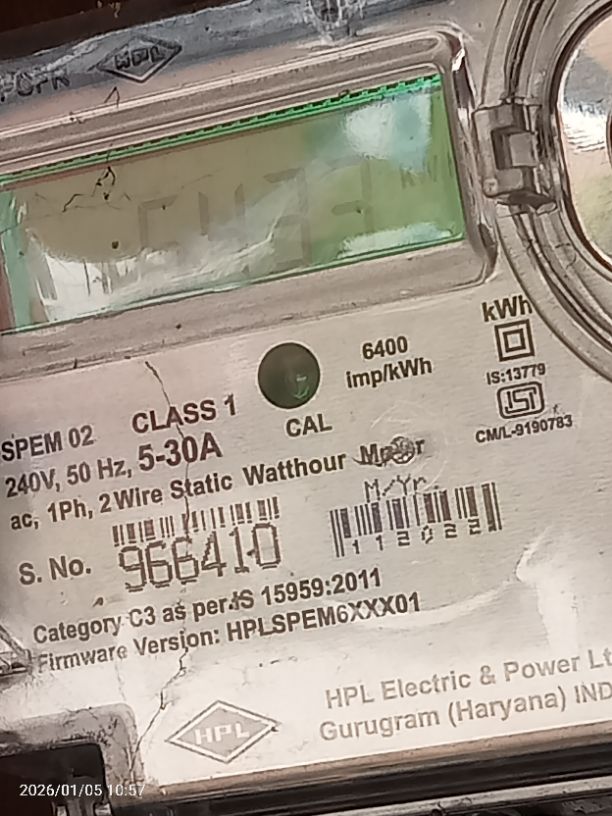 HPL
kWh
6400
imp/kWh
IS:13779
ISI
CM/L-9190783
CAL
SPEM 02 CLASS 1
240V, 50 Hz, 5-30A
ac, 1Ph, 2 Wire Static Watthour Meter
M/Yr.
S. No. 966410
112022
Category C3 as per IS 15959:2011
Firmware Version: HPLSPEM6XXX01
HPL
HPL Electric & Power Lt
Gurugram (Haryana) IND
2026/01/05 10:57